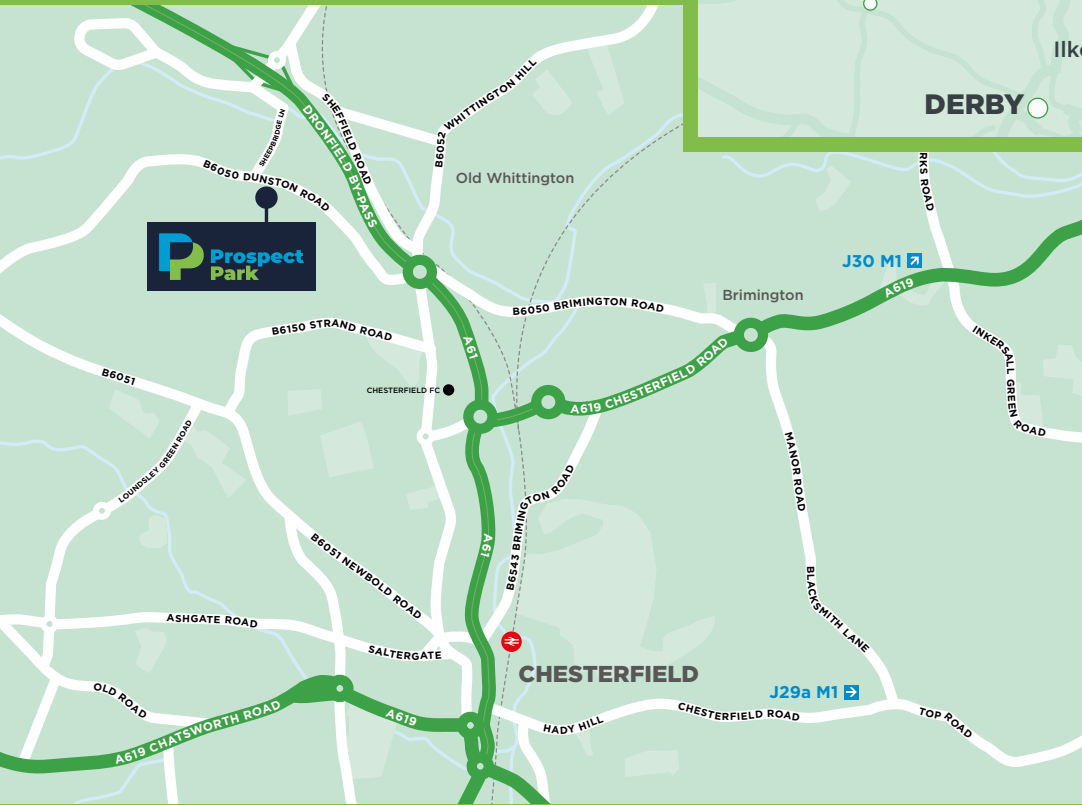 Ilke
DERBY
B6052 WHITTINGTON HILL
SHEFFIELD ROAD
DRONFIELD BY-PASS
SHEEPBRIDGE LN
B6050 DUNSTON ROAD
Old Whittington
RKS ROAD
Prospect
Park
J30 M1
A619
Brimington
B6050 BRIMINGTON ROAD
B6150 STRAND ROAD
A61
INKERSALL GREEN ROAD
B6051
CHESTERFIELD FC
A619 CHESTERFIELD ROAD
LOUNDSLEY GREEN ROAD
MANOR ROAD
B6543 BRIMINGTON ROAD
A61
B6051 NEWBOLD ROAD
BLACKSMITH LANE
ASHGATE ROAD
SALTERGATE
CHESTERFIELD
J29a M1
OLD ROAD
A619 CHATSWORTH ROAD
A619
HADY HILL
CHESTERFIELD ROAD
TOP ROAD